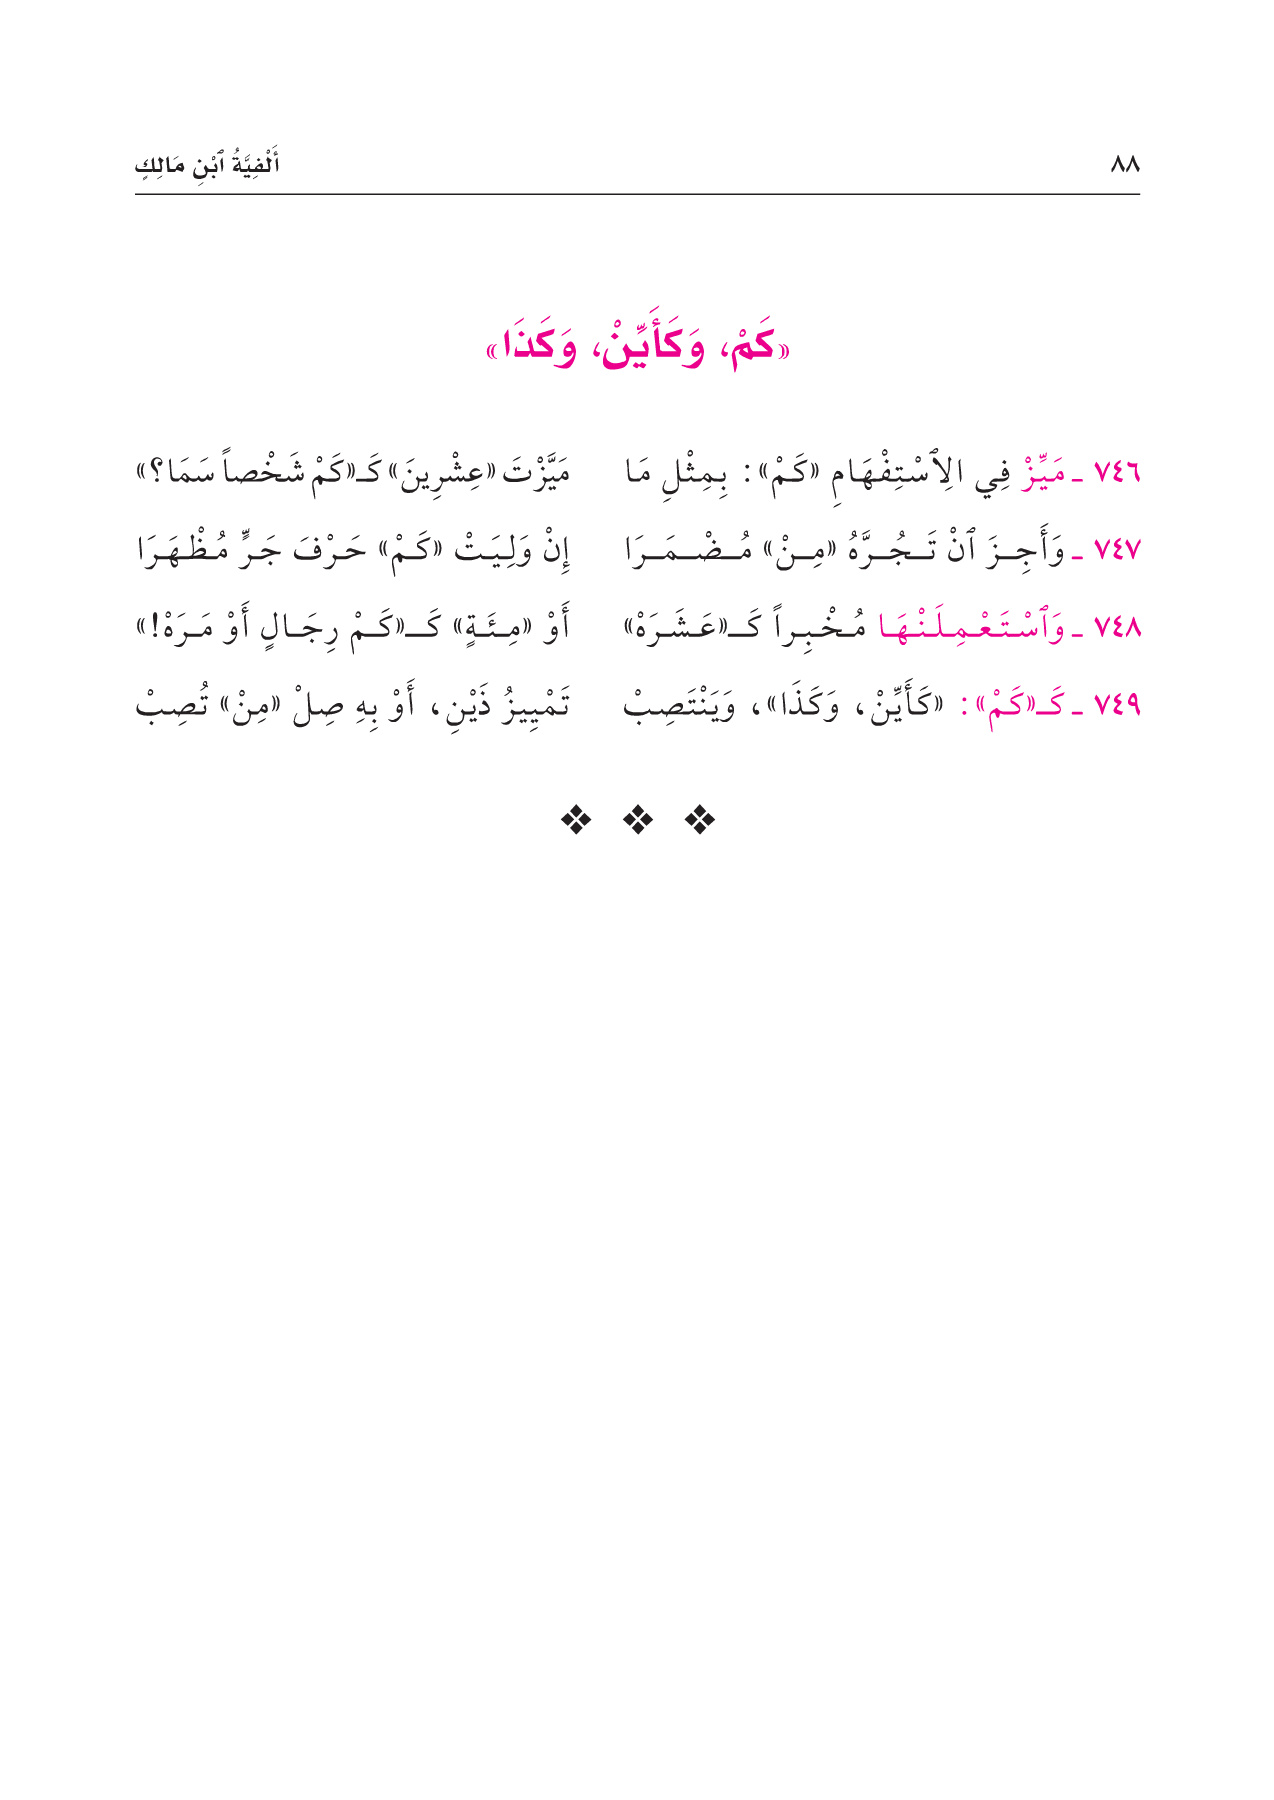 ٨٨ أَلْفِيَّةُ ٱبْنِ مَالِكٍ
«كَمْ، وَكَأَيِّنْ، وَكَذَا»
٧٤٦ ـ مَيِّزْ فِي الِٱسْتِفْهَامِ «كَمْ»: بِمِثْلِ مَا مَيَّزْتَ «عِشْرِينَ» كَـ«كَمْ شَخْصاً سَمَا؟»
٧٤٧ ـ وَأَجِزَ ٱنْ تَجُرَّهُ «مِنْ» مُضْمَرَا إِنْ وَلِيَتْ «كَمْ» حَرْفَ جَرٍّ مُظْهَرَا
٧٤٨ ـ وَٱسْتَعْمِلَنْهَا مُخْبِراً كَـ«عَشَرَهْ» أَوْ «مِئَةٍ» كَـ«كَمْ رِجَالٍ أَوْ مَرَهْ!»
٧٤٩ ـ كَـ«كَمْ»: «كَأَيِّنْ، وَكَذَا»، وَيَنْتَصِبْ تَمْيِيزُ ذَيْنِ، أَوْ بِهِ صِلْ «مِنْ» تُصِبْ